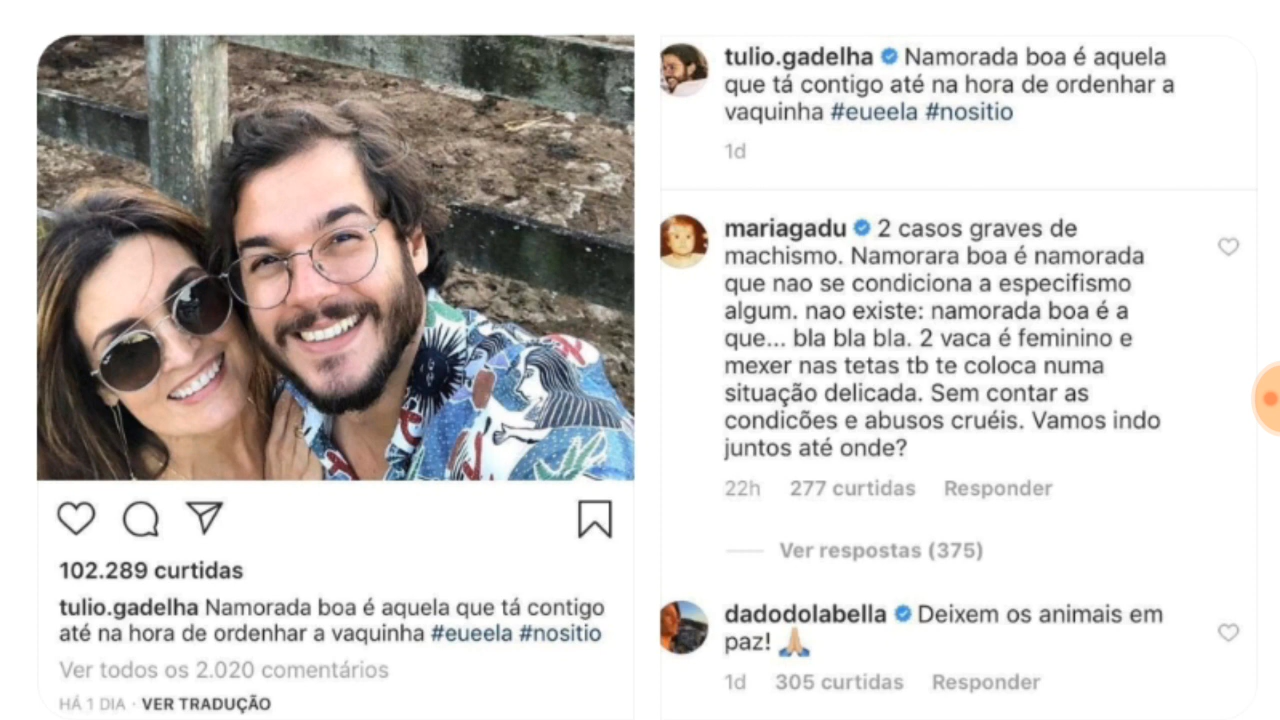 102.289 curtidas
tulio.gadelha Namorada boa é aquela que tá contigo
até na hora de ordenhar a vaquinha #eueela #nositio
Ver todos os 2.020 comentários
HÁ 1 DIA · VER TRADUÇÃO
tulio.gadelha Namorada boa é aquela
que tá contigo até na hora de ordenhar a
vaquinha #eueela #nositio
1d
mariagadu 2 casos graves de
machismo. Namorara boa é namorada
que nao se condiciona a especifismo
algum. nao existe: namorada boa é a
que... bla bla bla. 2 vaca é feminino e
mexer nas tetas tb te coloca numa
situação delicada. Sem contar as
condicões e abusos cruéis. Vamos indo
juntos até onde?
22h 277 curtidas Responder
Ver respostas (375)
dadodolabella Deixem os animais em
paz! 🙏🏼
1d 305 curtidas Responder